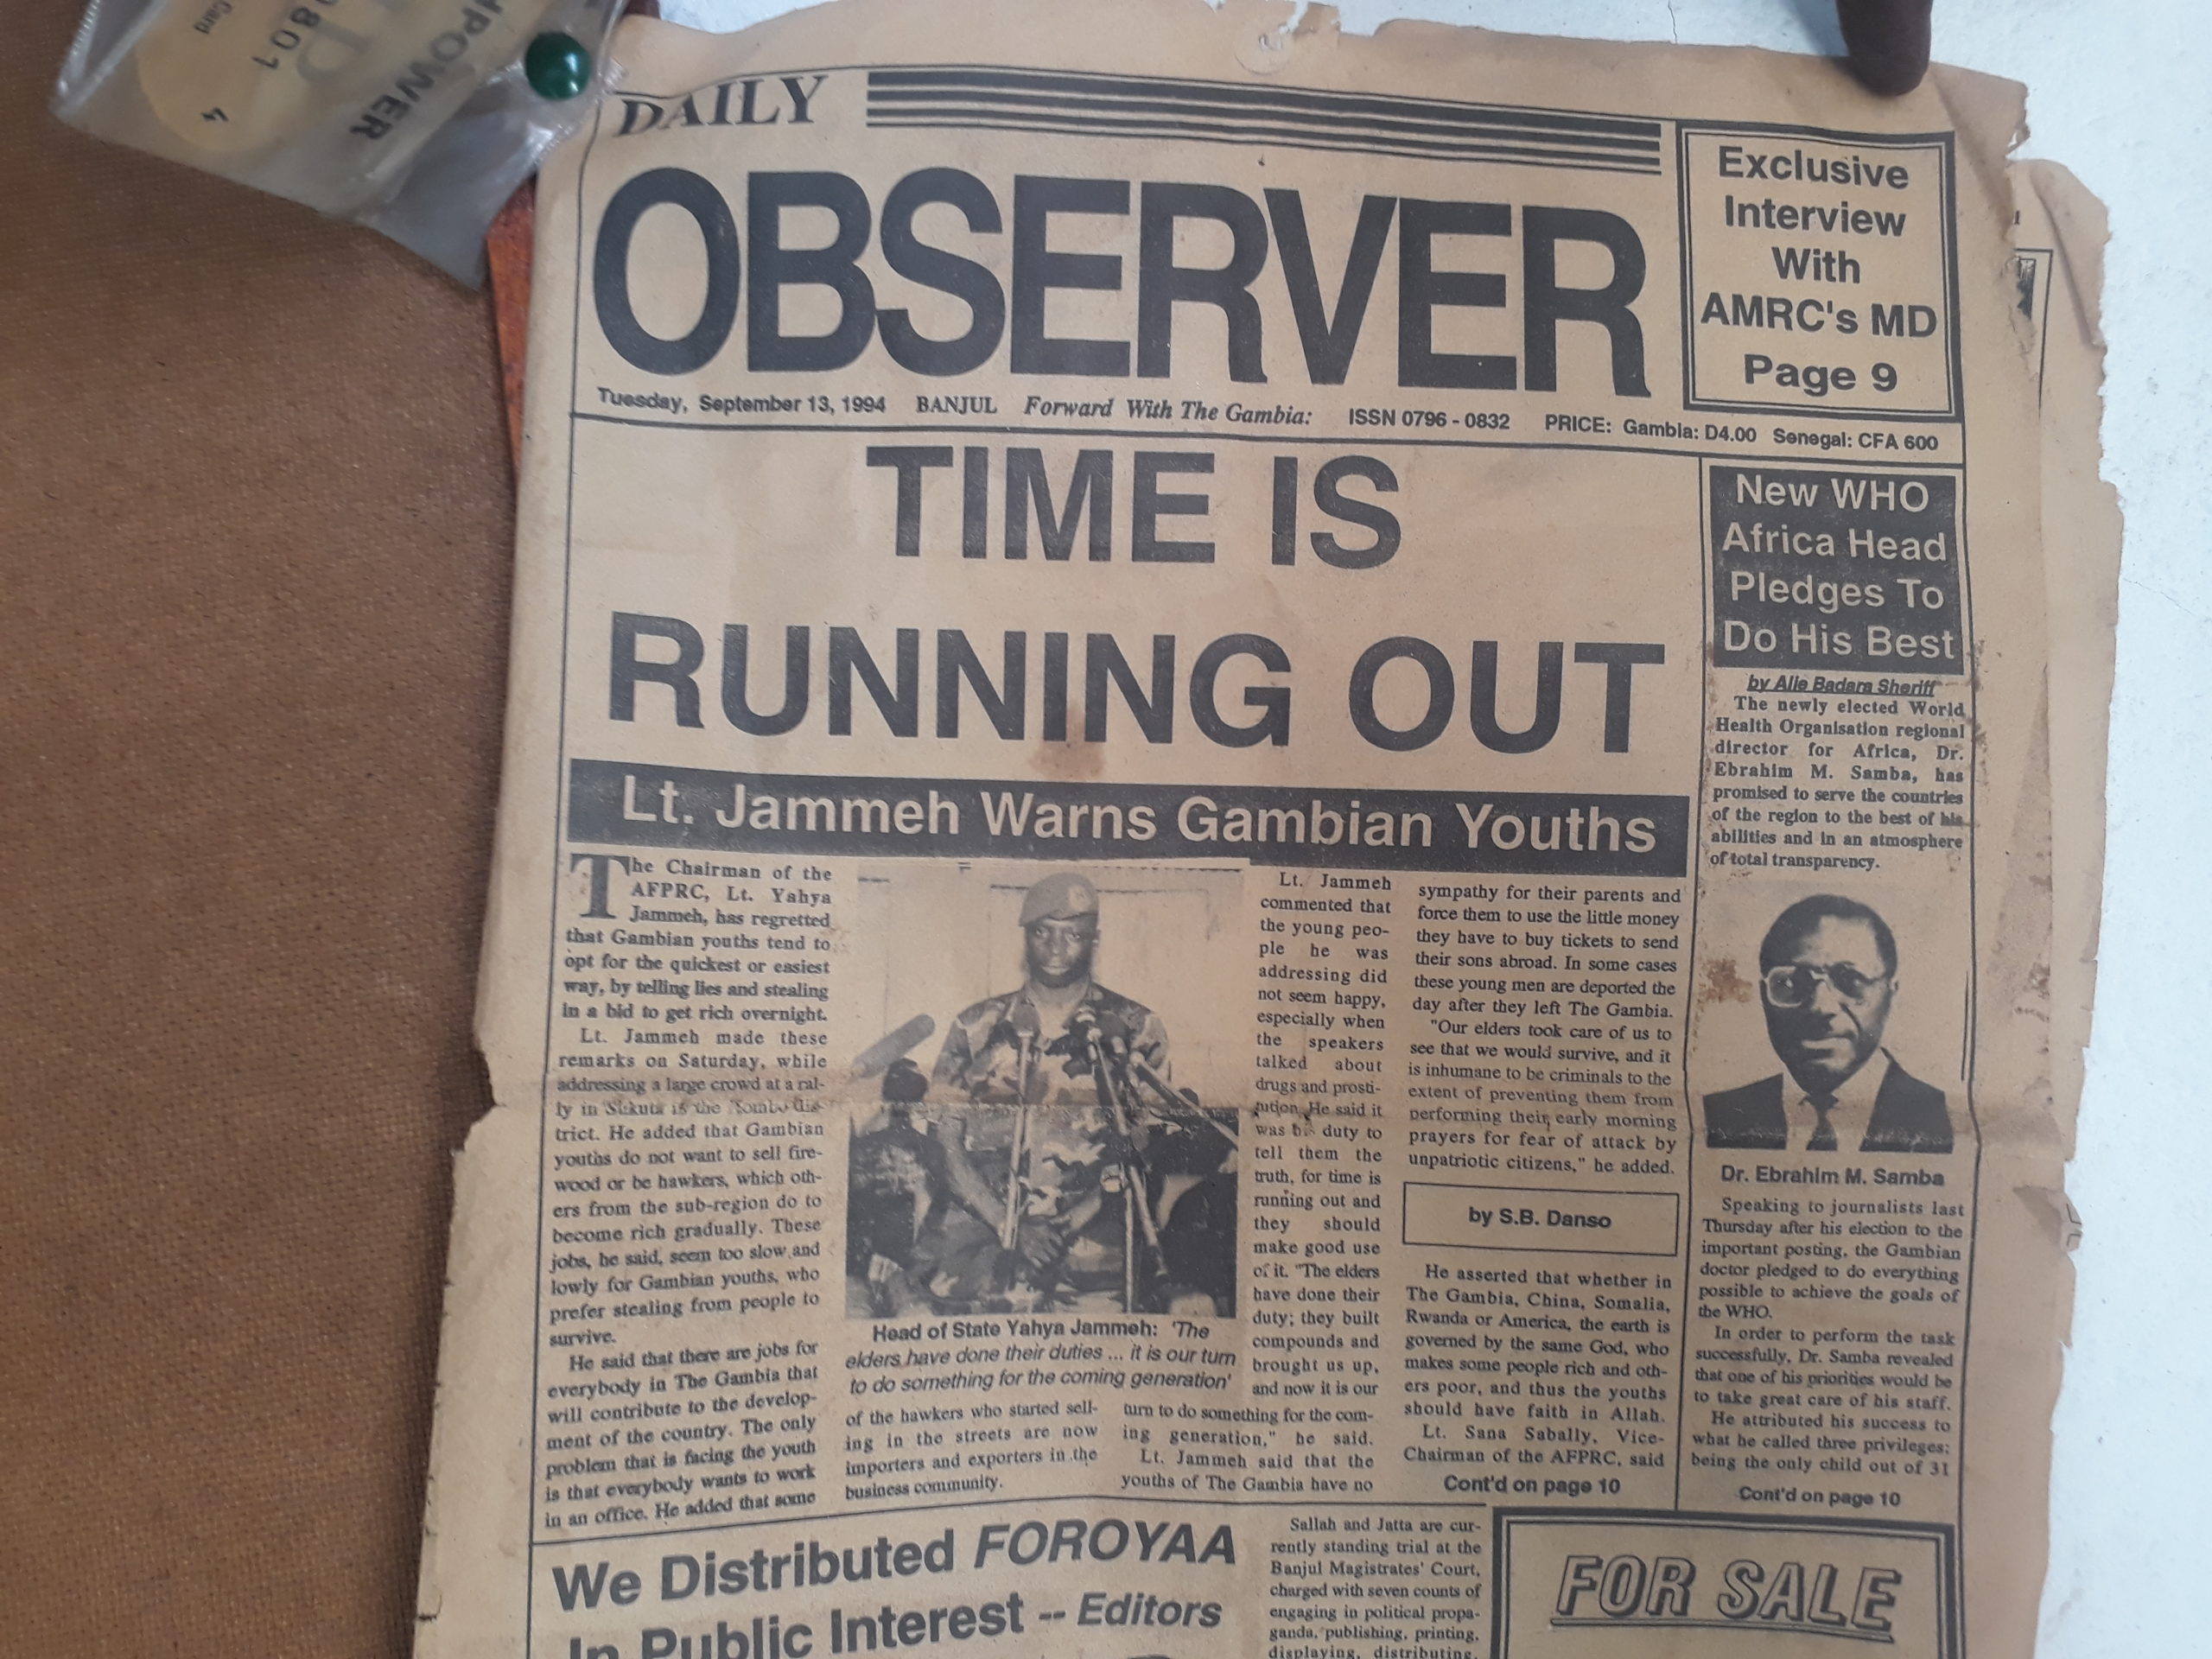 MPOWER
0801
Card
4
DAILY
OBSERVER
Exclusive
Interview
With
AMRC's MD
Page 9
Tuesday, September 13, 1994 BANJUL Forward With The Gambia: ISSN 0796 - 0832 PRICE: Gambia: D4.00 Senegal: CFA 600
TIME IS
RUNNING OUT
Lt. Jammeh Warns Gambian Youths
The Chairman of the
AFPRC, Lt. Yahya
Jammeh, has regretted
that Gambian youths tend to
opt for the quickest or easiest
way, by telling lies and stealing
in a bid to get rich overnight.
Lt. Jammeh made these
remarks on Saturday, while
addressing a large crowd at a ral-
ly in Sukuta in the Kombo dis-
trict. He added that Gambian
youths do not want to sell fire-
wood or be hawkers, which oth-
ers from the sub-region do to
become rich gradually. These
jobs, he said, seem too slow and
lowly for Gambian youths, who
prefer stealing from people to
survive.
He said that there are jobs for
everybody in The Gambia that
will contribute to the develop-
ment of the country. The only
problem that is facing the youth
is that everybody wants to work
in an office. He added that some
Head of State Yahya Jammeh: 'The
elders have done their duties ... it is our turn
to do something for the coming generation'
of the hawkers who started sell-
ing in the streets are now
importers and exporters in the
business community.
Lt. Jammeh
commented that
the young peo-
ple he was
addressing did
not seem happy,
especially when
the speakers
talked about
drugs and prosti-
tution. He said it
was his duty to
tell them the
truth, for time is
running out and
they should
make good use
of it. "The elders
have done their
duty; they built
compounds and
brought us up,
and now it is our
turn to do something for the com-
ing generation," he said.
Lt. Jammeh said that the
youths of The Gambia have no
sympathy for their parents and
force them to use the little money
they have to buy tickets to send
their sons abroad. In some cases
these young men are deported the
day after they left The Gambia.
"Our elders took care of us to
see that we would survive, and it
is inhumane to be criminals to the
extent of preventing them from
performing their early morning
prayers for fear of attack by
unpatriotic citizens," he added.
by S.B. Danso
He asserted that whether in
The Gambia, China, Somalia,
Rwanda or America, the earth is
governed by the same God, who
makes some people rich and oth-
ers poor, and thus the youths
should have faith in Allah.
Lt. Sana Sabally, Vice-
Chairman of the AFPRC, said
Cont'd on page 10
New WHO
Africa Head
Pledges To
Do His Best
by Alie Badara Sheriff
The newly elected World
Health Organisation regional
director for Africa, Dr.
Ebrahim M. Samba, has
promised to serve the countries
of the region to the best of his
abilities and in an atmosphere
of total transparency.
Dr. Ebrahim M. Samba
Speaking to journalists last
Thursday after his election to the
important posting, the Gambian
doctor pledged to do everything
possible to achieve the goals of
the WHO.
In order to perform the task
successfully, Dr. Samba revealed
that one of his priorities would be
to take great care of his staff.
He attributed his success to
what he called three privileges;
being the only child out of 31
Cont'd on page 10
We Distributed FOROYAA
In Public Interest -- Editors
Sallah and Jatta are cur-
rently standing trial at the
Banjul Magistrates' Court,
charged with seven counts of
engaging in political propa-
ganda, publishing, printing,
displaying, distributing,
FOR SALE